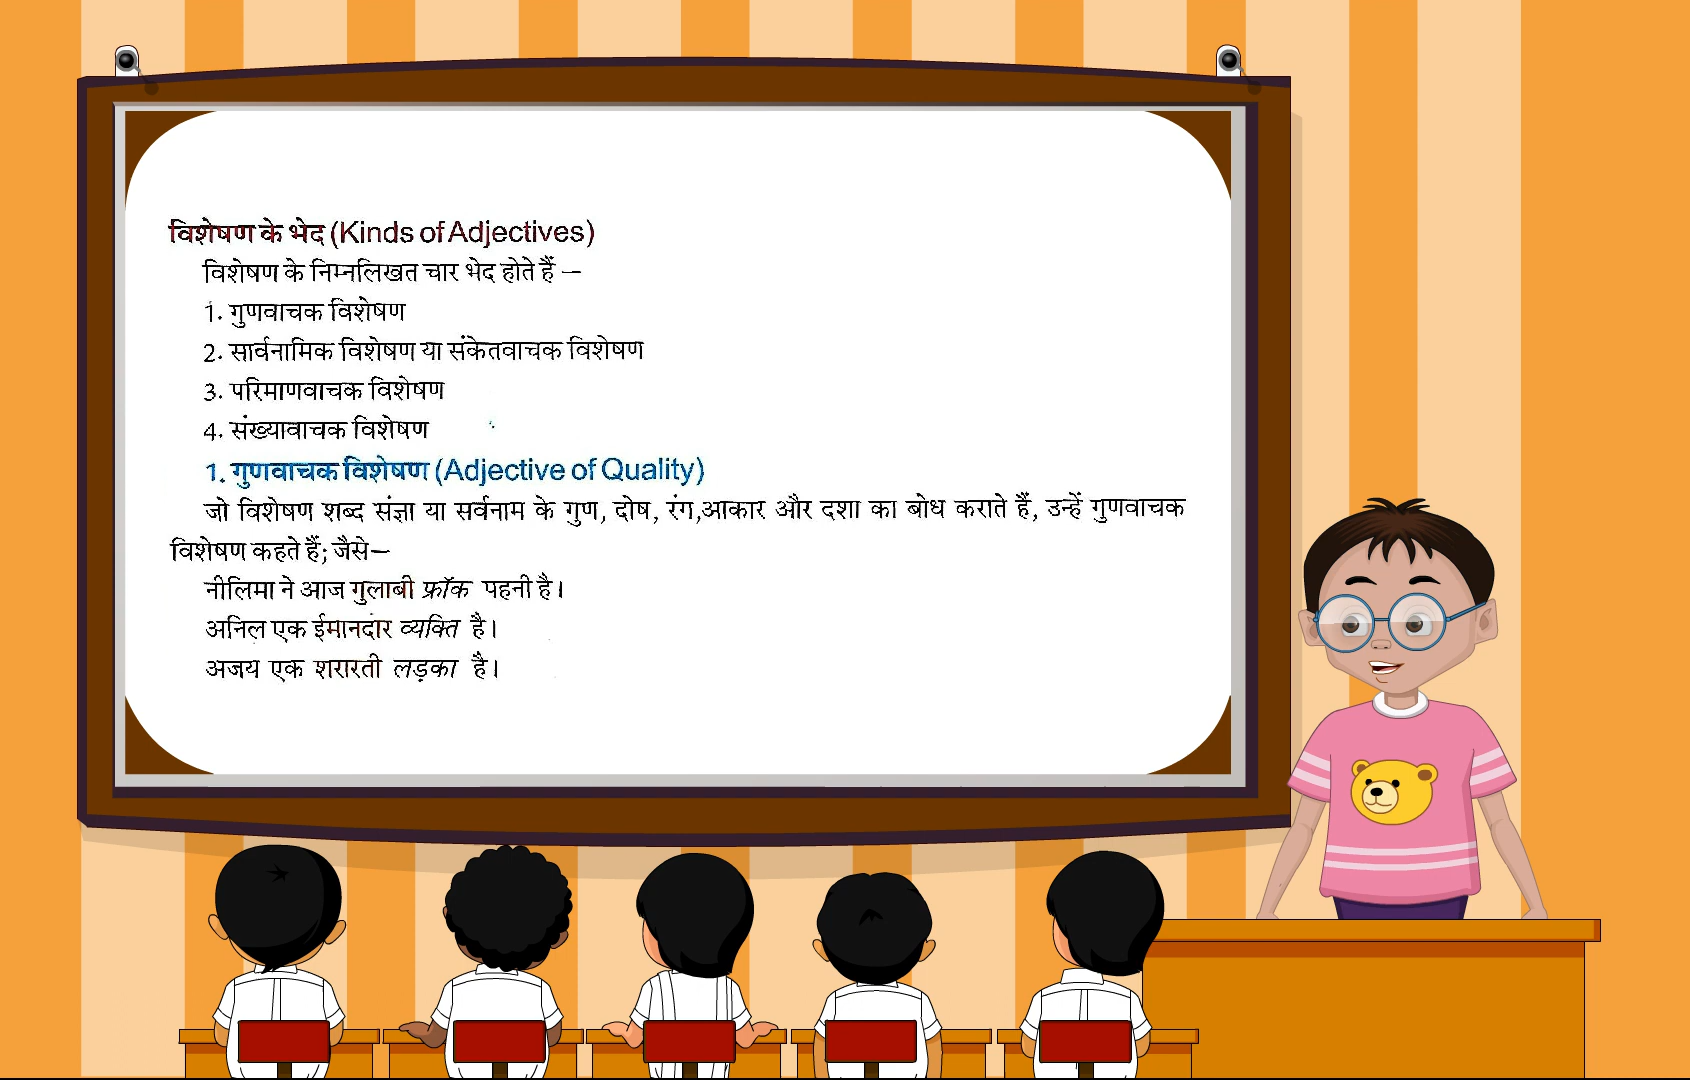 विशेषण के भेद (Kinds of Adjectives)
विशेषण के निम्नलिखत चार भेद होते हैं –
1. गुणवाचक विशेषण
2. सार्वनामिक विशेषण या संकेतवाचक विशेषण
3. परिमाणवाचक विशेषण
4. संख्यावाचक विशेषण
1. गुणवाचक विशेषण (Adjective of Quality)
जो विशेषण शब्द संज्ञा या सर्वनाम के गुण, दोष, रंग,आकार और दशा का बोध कराते हैं, उन्हें गुणवाचक
विशेषण कहते हैं; जैसे–
नीलिमा ने आज गुलाबी फ्रॉक पहनी है।
अनिल एक ईमानदार व्यक्ति है।
अजय एक शरारती लड़का है।